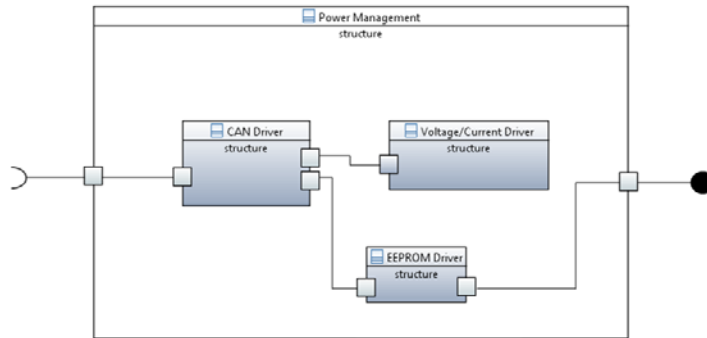 Power Management
structure
CAN Driver
structure
Voltage/Current Driver
structure
EEPROM Driver
structure